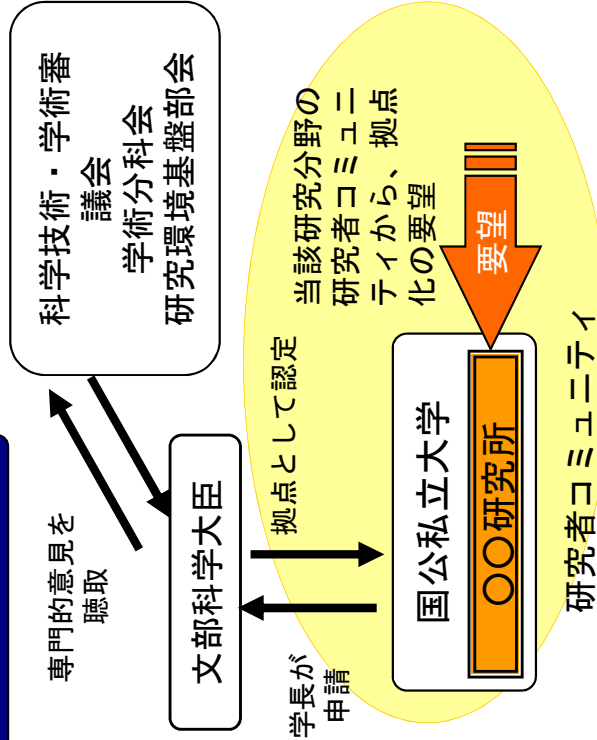 科学技術・学術審
議会
学術分科会
研究環境基盤部会
専門的意見を
聴取
文部科学大臣
学長が
申請
拠点として認定
当該研究分野の
研究者コミュニ
ティから、拠点
化の要望
要望
国公私立大学
〇〇研究所
研究者コミュニティ